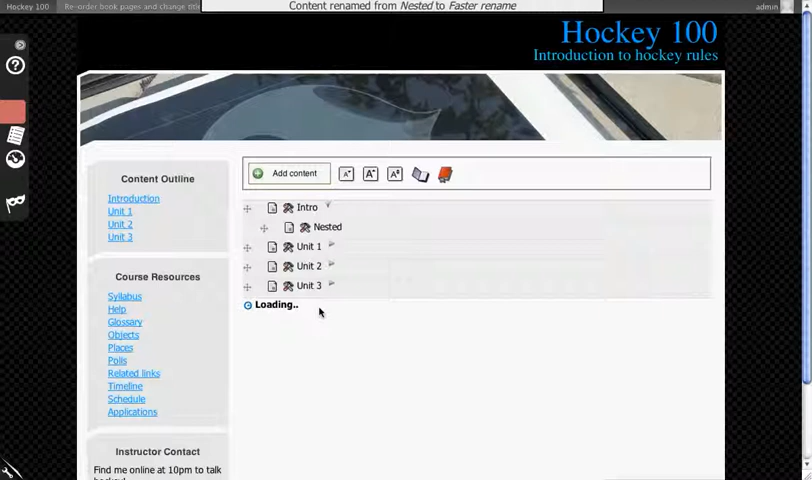 Hockey 100
Re-order book pages and change title
Content renamed from Nested to Faster rename
admin
Hockey 100
Introduction to hockey rules
Content Outline
Introduction
Unit 1
Unit 2
Unit 3
Course Resources
Syllabus
Help
Glossary
Objects
Places
Polls
Related links
Timeline
Schedule
Applications
Instructor Contact
Find me online at 10pm to talk
Add content
A-
A+
Intro
Nested
Unit 1
Unit 2
Unit 3
Loading..